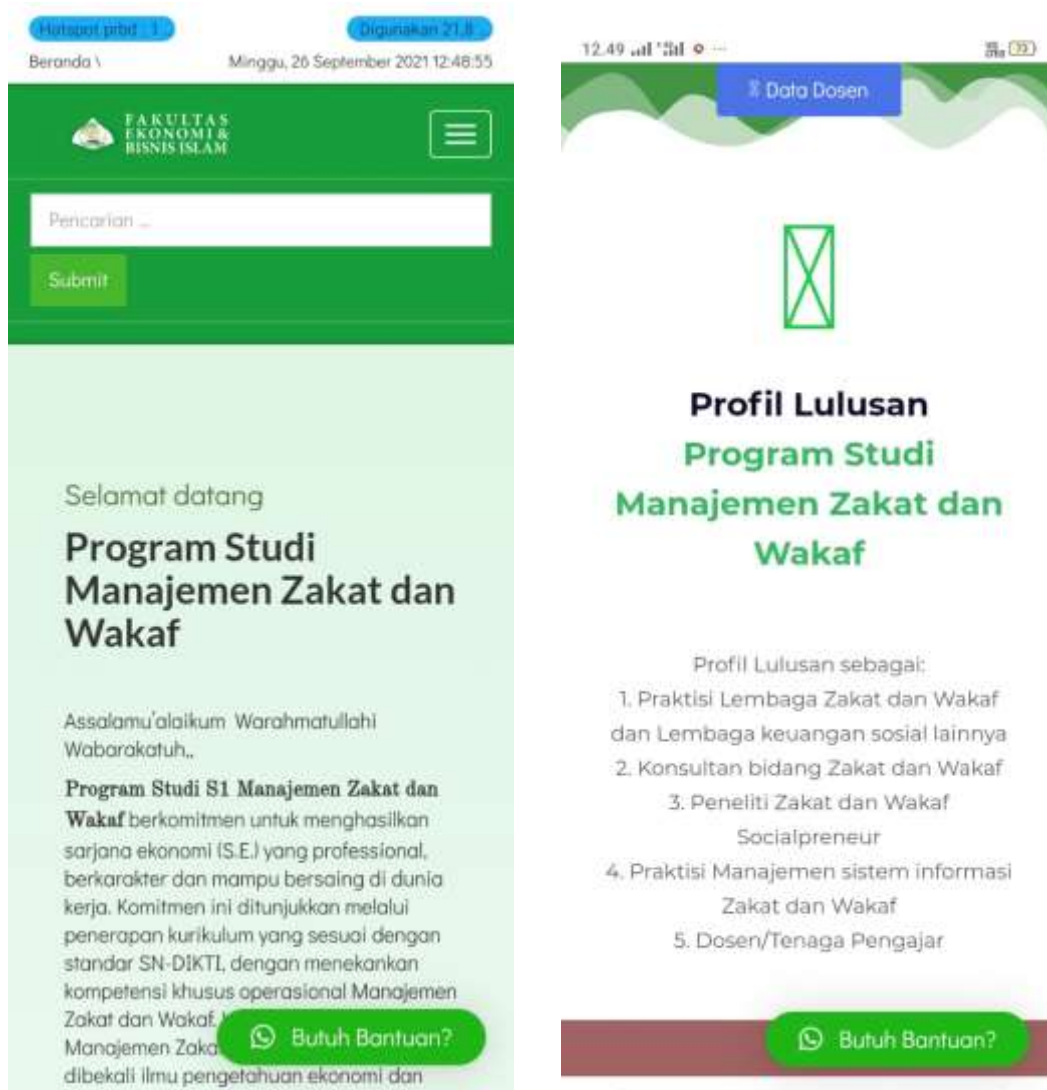 Hotspot pribd : 1
Digunakan 21,8
Beranda \
Minggu, 26 September 2021 12:48:55
FAKULTAS
EKONOMI &
BISNIS ISLAM
Pencarian ...
Submit
Selamat datang
Program Studi
Manajemen Zakat dan
Wakaf
Assalamu'alaikum Warahmatullahi
Wabarakatuh,,
Program Studi S1 Manajemen Zakat dan
Wakaf berkomitmen untuk menghasilkan
sarjana ekonomi (S.E.) yang professional,
berkarakter dan mampu bersaing di dunia
kerja. Komitmen ini ditunjukkan melalui
penerapan kurikulum yang sesuai dengan
standar SN-DIKTI, dengan menekankan
kompetensi khusus operasional Manajemen
Zakat dan Wakaf.
Manajemen Zaka
dibekali ilmu pengetahuan ekonomi dan
Butuh Bantuan?
12.49
Data Dosen
Profil Lulusan
Program Studi
Manajemen Zakat dan
Wakaf
Profil Lulusan sebagai:
1. Praktisi Lembaga Zakat dan Wakaf
dan Lembaga keuangan sosial lainnya
2. Konsultan bidang Zakat dan Wakaf
3. Peneliti Zakat dan Wakaf
Socialpreneur
4. Praktisi Manajemen sistem informasi
Zakat dan Wakaf
5. Dosen/Tenaga Pengajar
Butuh Bantuan?